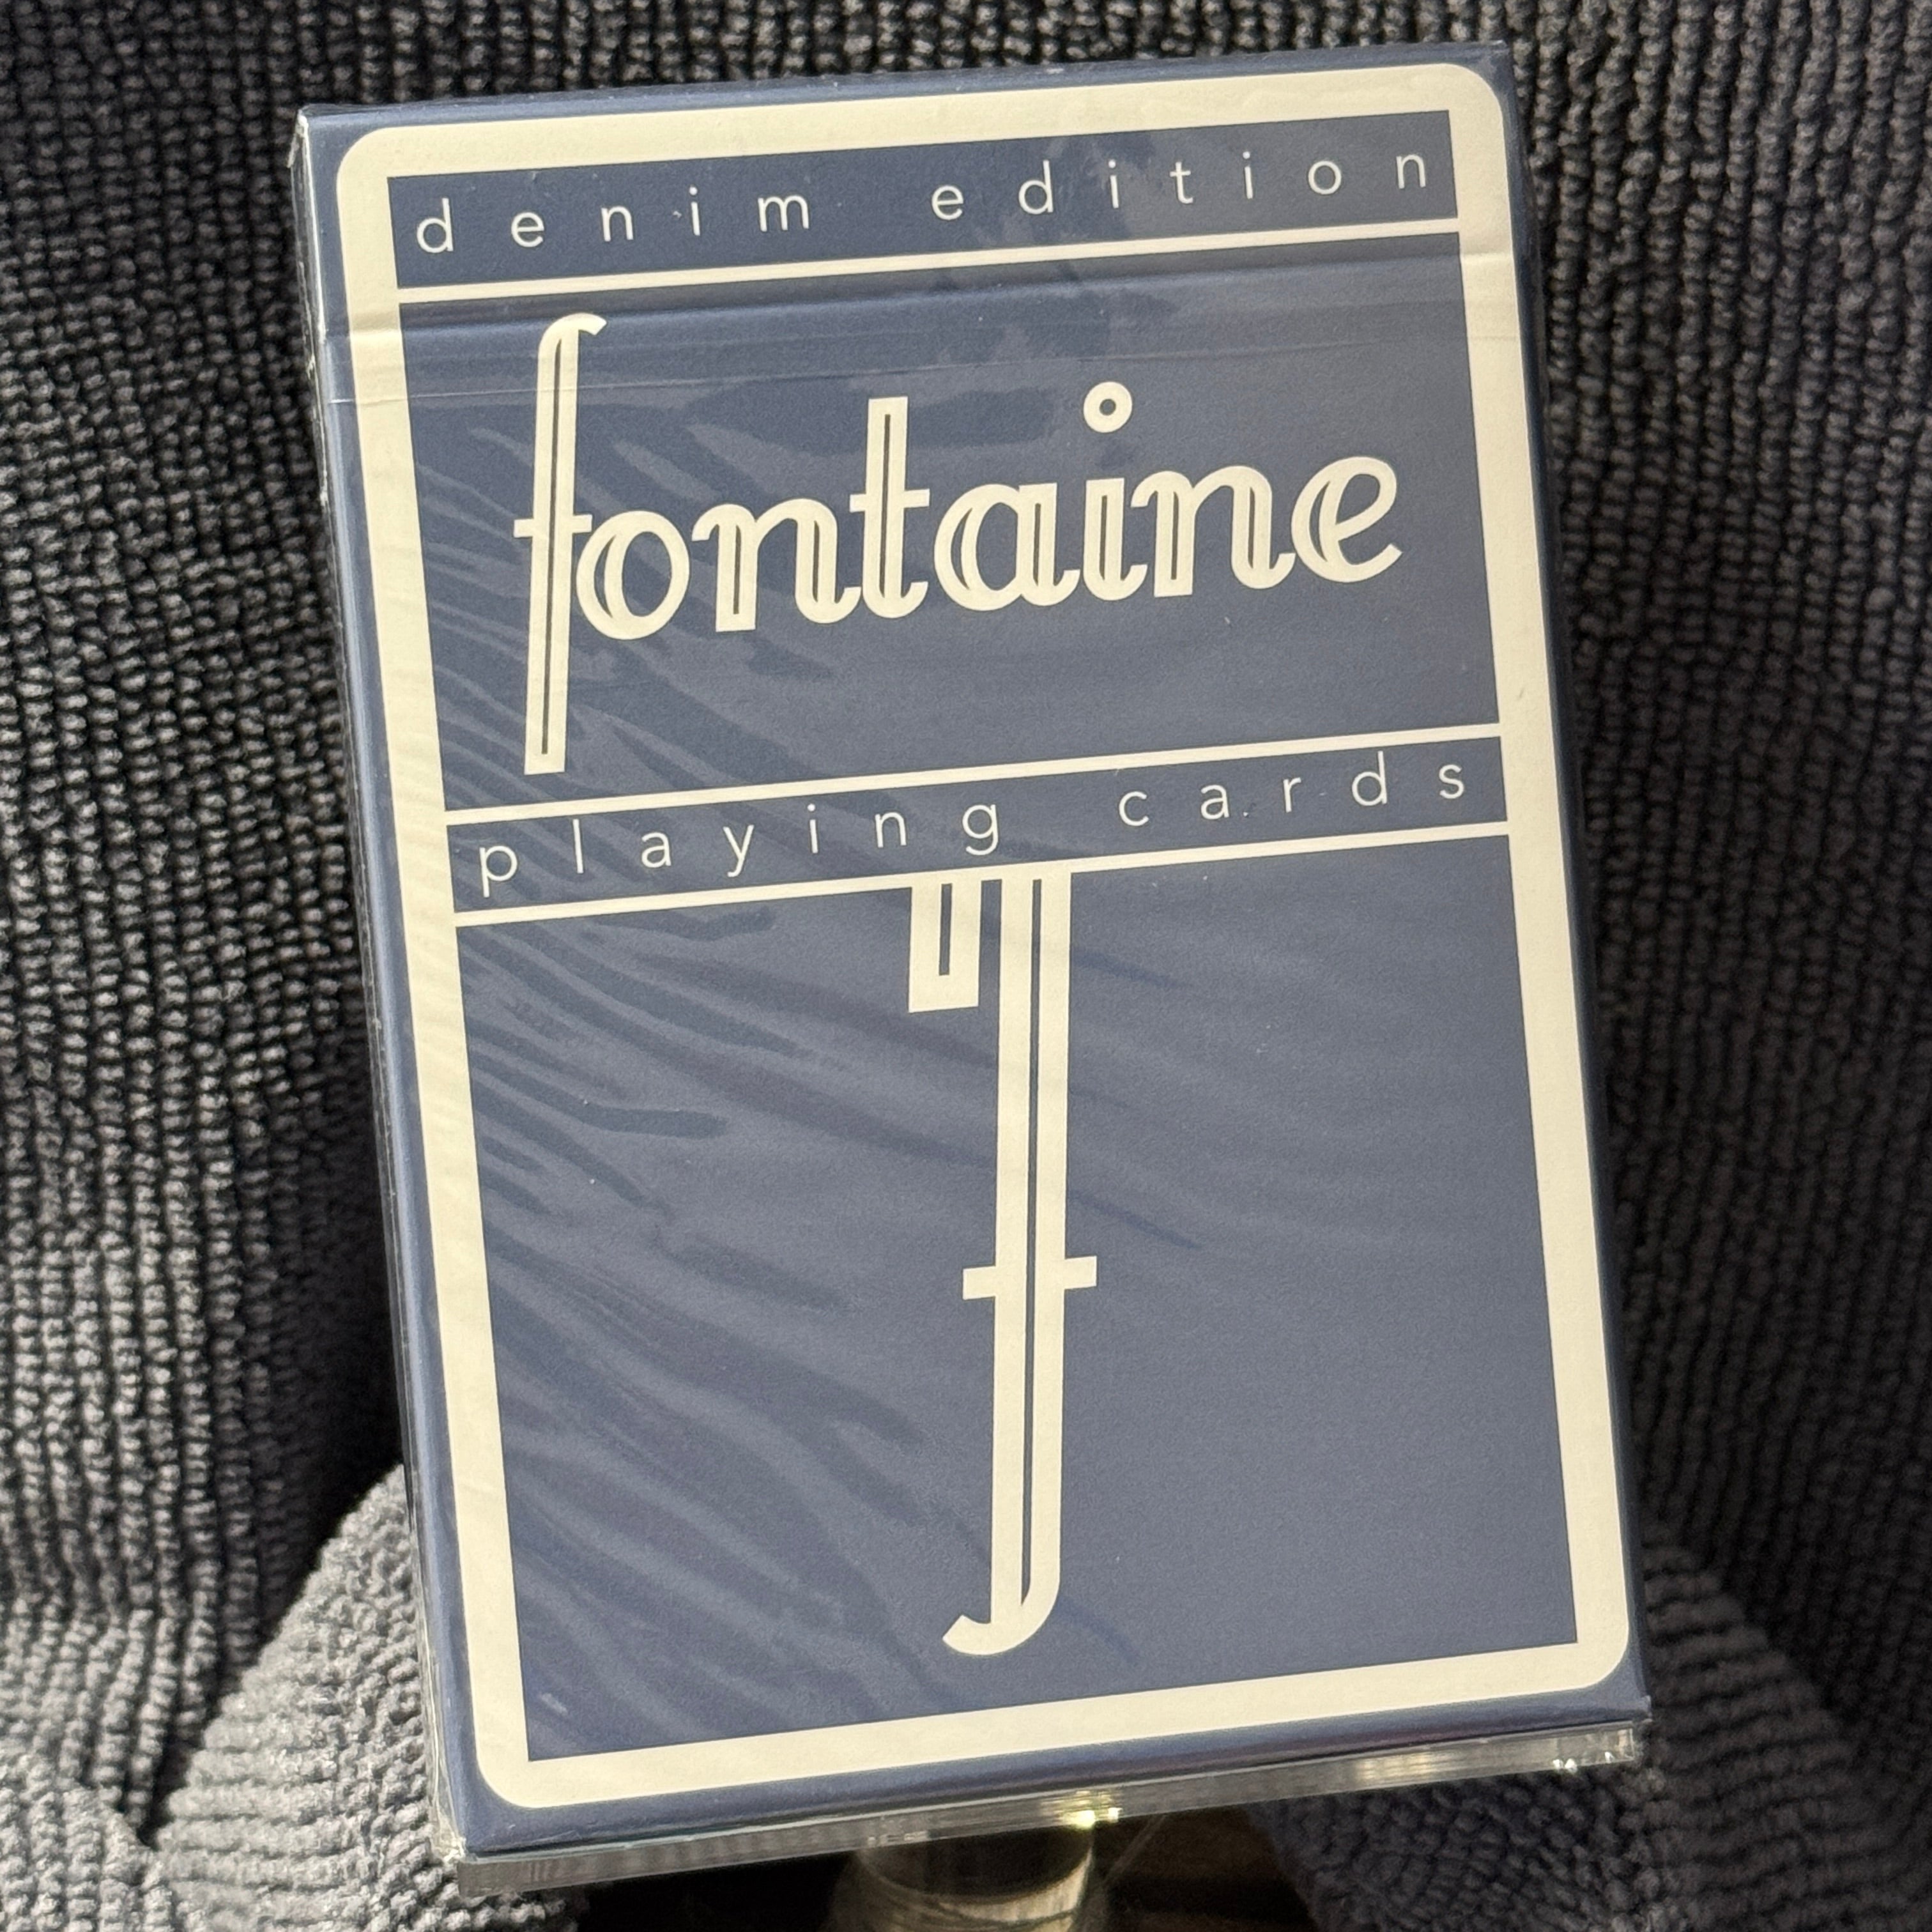 denim edition
fontaine
playing cards
f